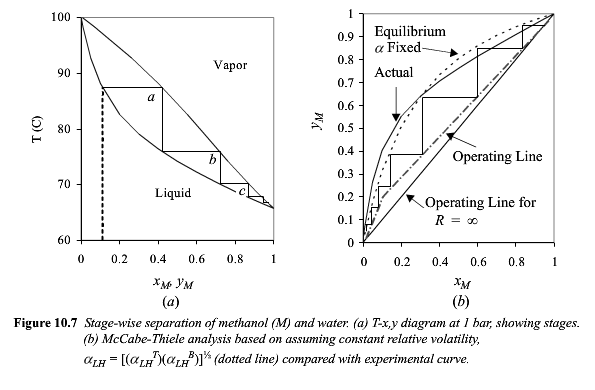 100
90
80
70
60
T (C)
Vapor
Liquid
a
b
c
0 0.2 0.4 0.6 0.8 1
x_M, y_M
(a)
1
0.9
0.8
0.7
0.6
0.5
0.4
0.3
0.2
0.1
0
y_M
Equilibrium
α Fixed
Actual
Operating Line
Operating Line for
R = ∞
0 0.2 0.4 0.6 0.8 1
x_M
(b)
Figure 10.7 Stage-wise separation of methanol (M) and water. (a) T-x,y diagram at 1 bar, showing stages.
(b) McCabe-Thiele analysis based on assuming constant relative volatility,
α_LH = [(α_LH^T)(α_LH^B)]^½ (dotted line) compared with experimental curve.